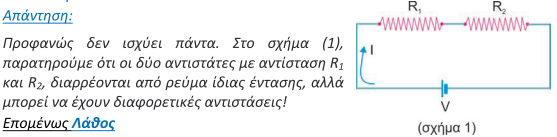 Απάντηση:
Προφανώς δεν ισχύει πάντα. Στο σχήμα (1),
παρατηρούμε ότι οι δύο αντιστάτες με αντίσταση R1
και R2, διαρρέονται από ρεύμα ίδιας έντασης, αλλά
μπορεί να έχουν διαφορετικές αντιστάσεις!
Επομένως Λάθος
R1 R2
I
V
(σχήμα 1)